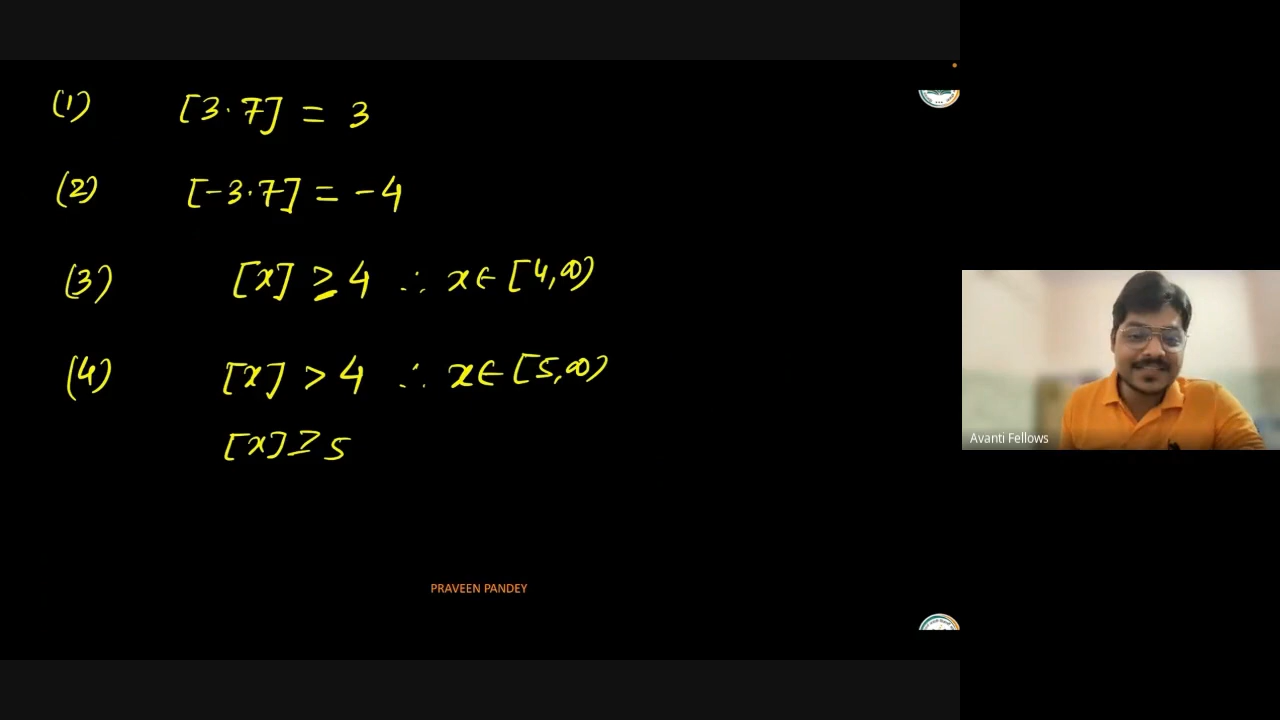 (1) [3.7] = 3
(2) [-3.7] = -4
(3) [x] ≥ 4 ∴ x ∈ [4,∞)
(4) [x] > 4 ∴ x ∈ [5,∞)
[x] ≥ 5
Avanti Fellows
PRAVEEN PANDEY